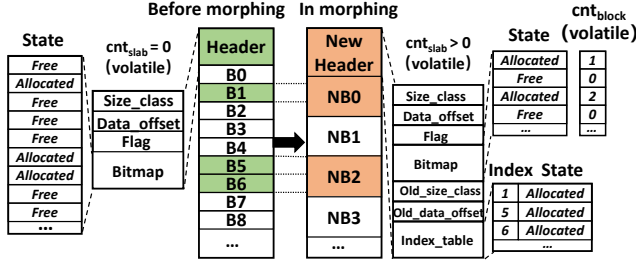 Before morphing
In morphing
State
cnt_slab = 0
(volatile)
Free
Allocated
Free
Free
Free
Allocated
Allocated
Free
Free
...
Size_class
Data_offset
Flag
Bitmap
Header
B0
B1
B2
B3
B4
B5
B6
B7
B8
...
New
Header
NB0
NB1
NB2
NB3
...
cnt_slab > 0
(volatile)
Size_class
Data_offset
Flag
Bitmap
Old_size_class
Old_data_offset
Index_table
State
Allocated
Free
Allocated
Free
...
cnt_block
(volatile)
1
0
2
0
...
Index State
1 Allocated
5 Allocated
6 Allocated
...